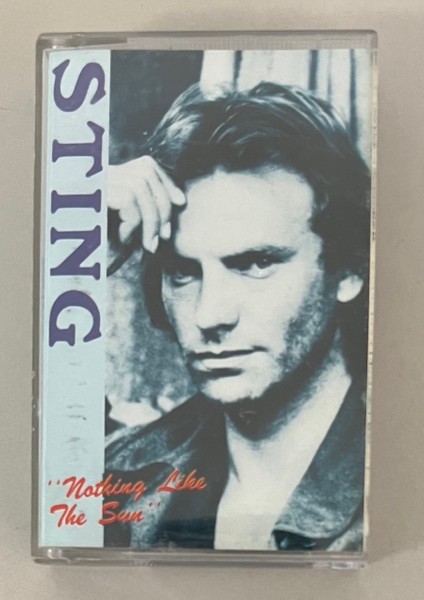 STING
"Nothing Like
The Sun"